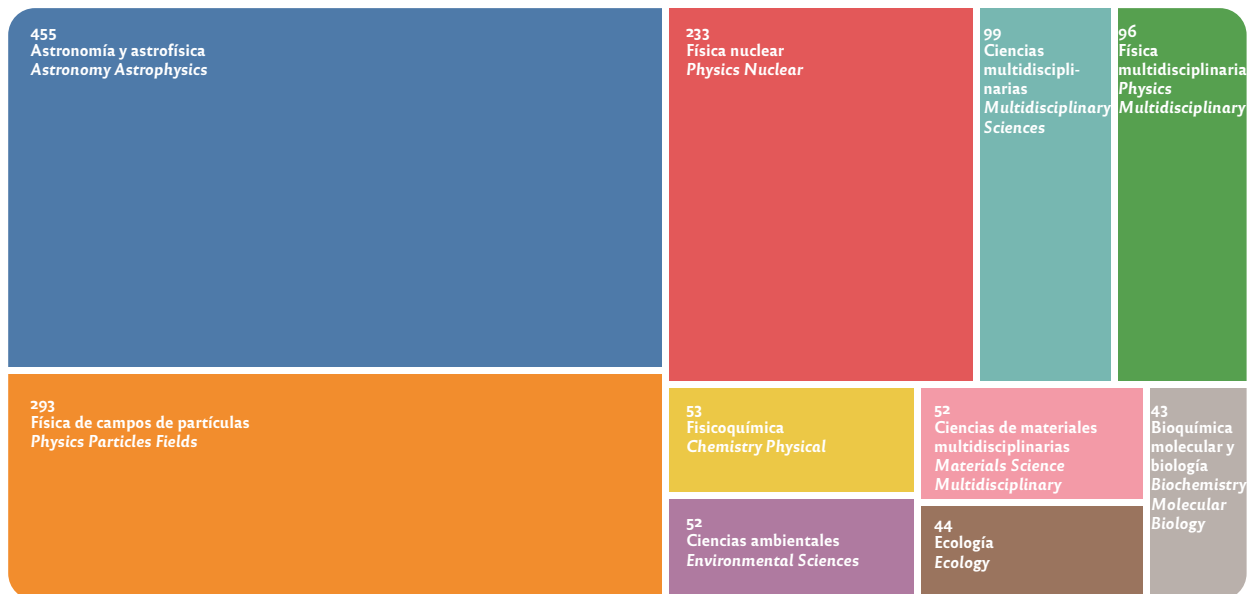 455
Astronomía y astrofísica
Astronomy Astrophysics
293
Física de campos de partículas
Physics Particles Fields
233
Física nuclear
Physics Nuclear
99
Ciencias
multidiscipli-
narias
Multidisciplinary
Sciences
96
Física
multidisciplinaria
Physics
Multidisciplinary
53
Fisicoquímica
Chemistry Physical
52
Ciencias ambientales
Environmental Sciences
52
Ciencias de materiales
multidisciplinarias
Materials Science
Multidisciplinary
44
Ecología
Ecology
43
Bioquímica
molecular y
biología
Biochemistry
Molecular
Biology